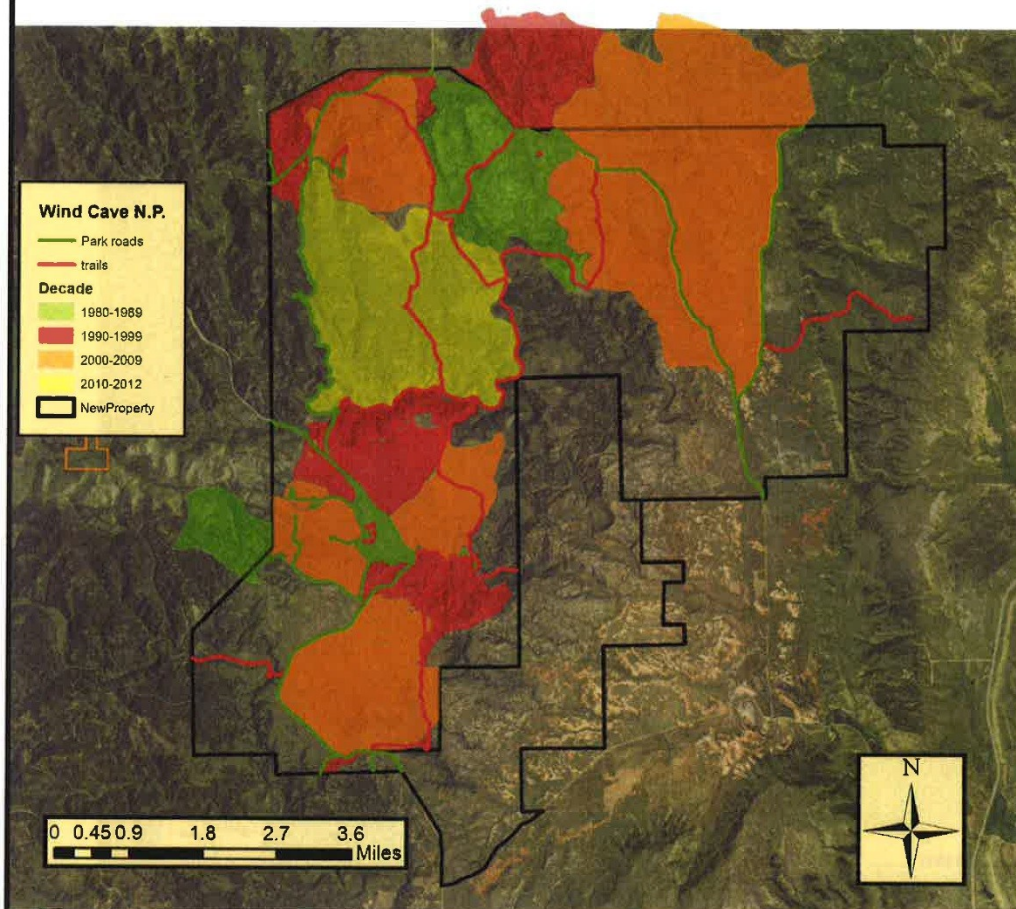 Wind Cave N.P.
Park roads
trails
Decade
1980-1989
1990-1999
2000-2009
2010-2012
NewProperty
0 0.45 0.9 1.8 2.7 3.6
Miles
N